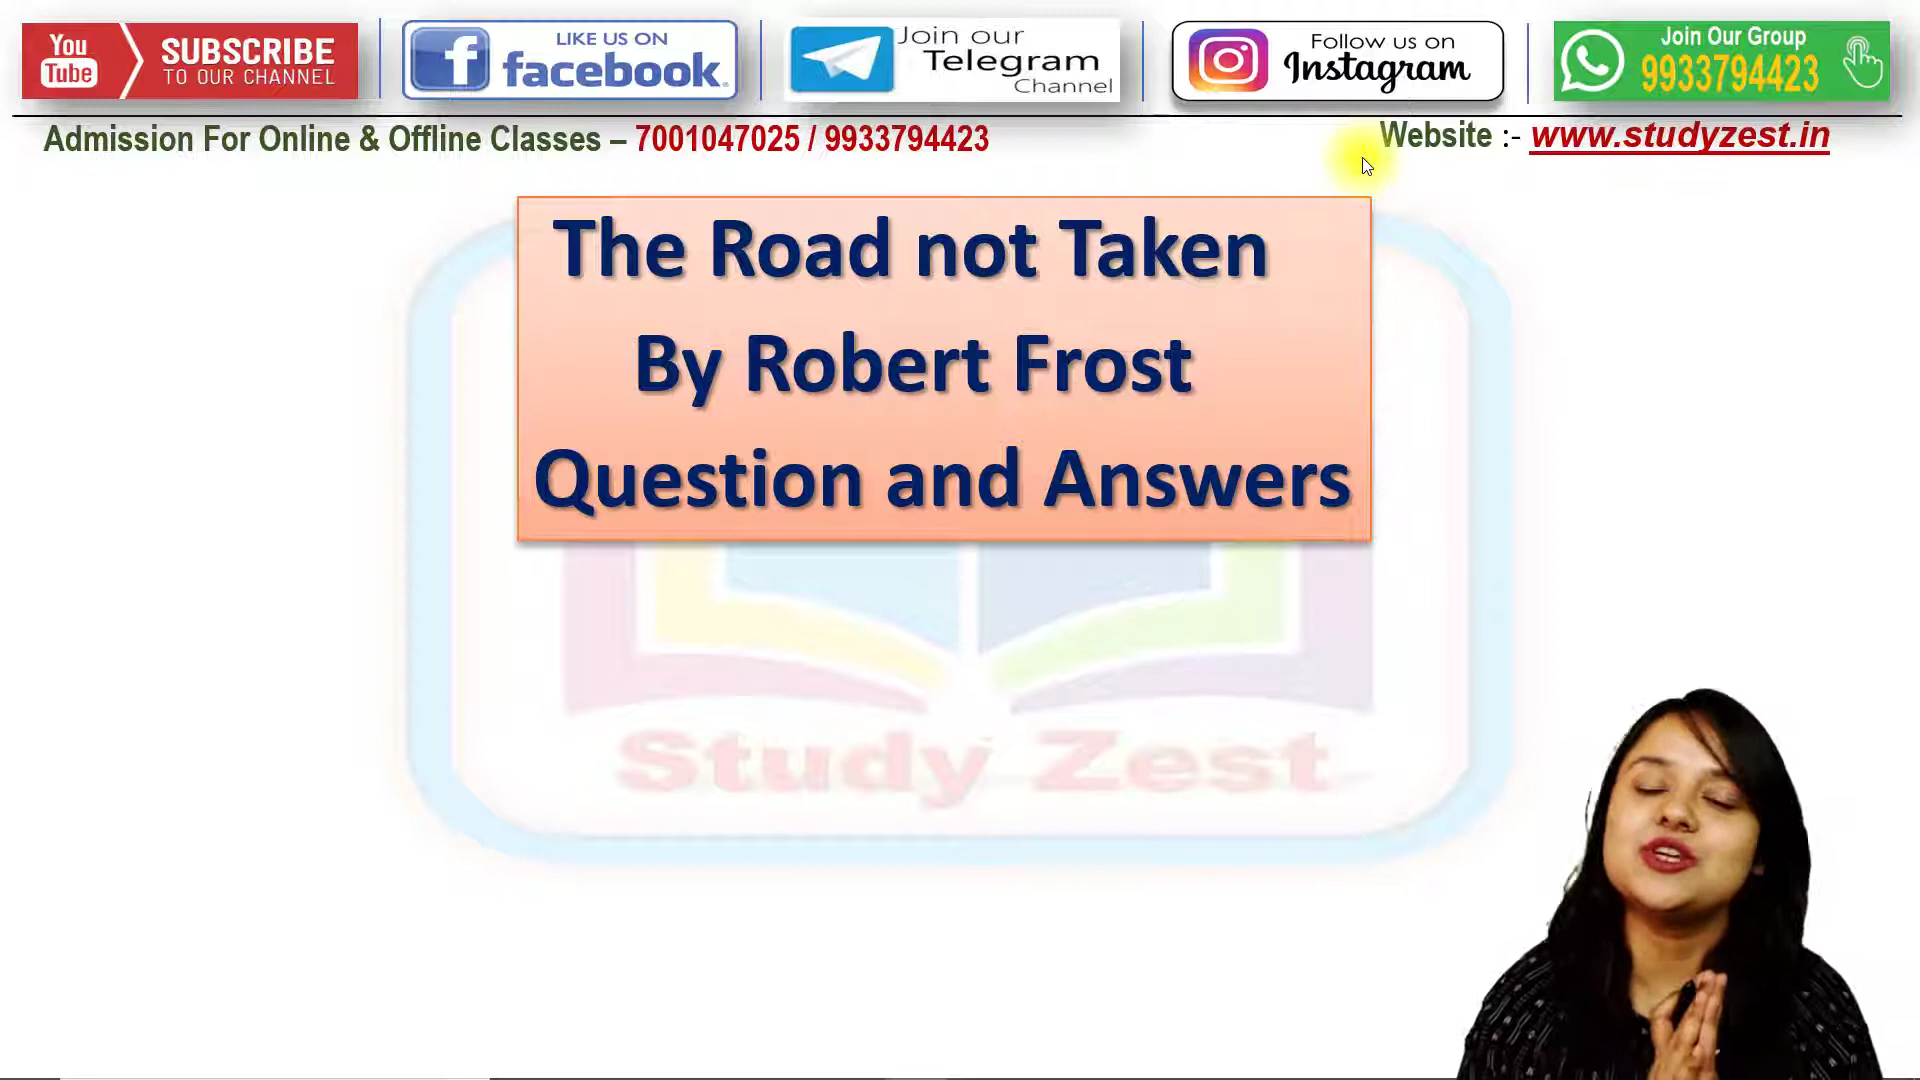 You Tube SUBSCRIBE TO OUR CHANNEL
LIKE US ON facebook.
Join our Telegram Channel
Follow us on Instagram
Join Our Group 9933794423
Admission For Online & Offline Classes – 7001047025 / 9933794423
Website :- www.studyzest.in
The Road not Taken
By Robert Frost
Question and Answers
Study Zest